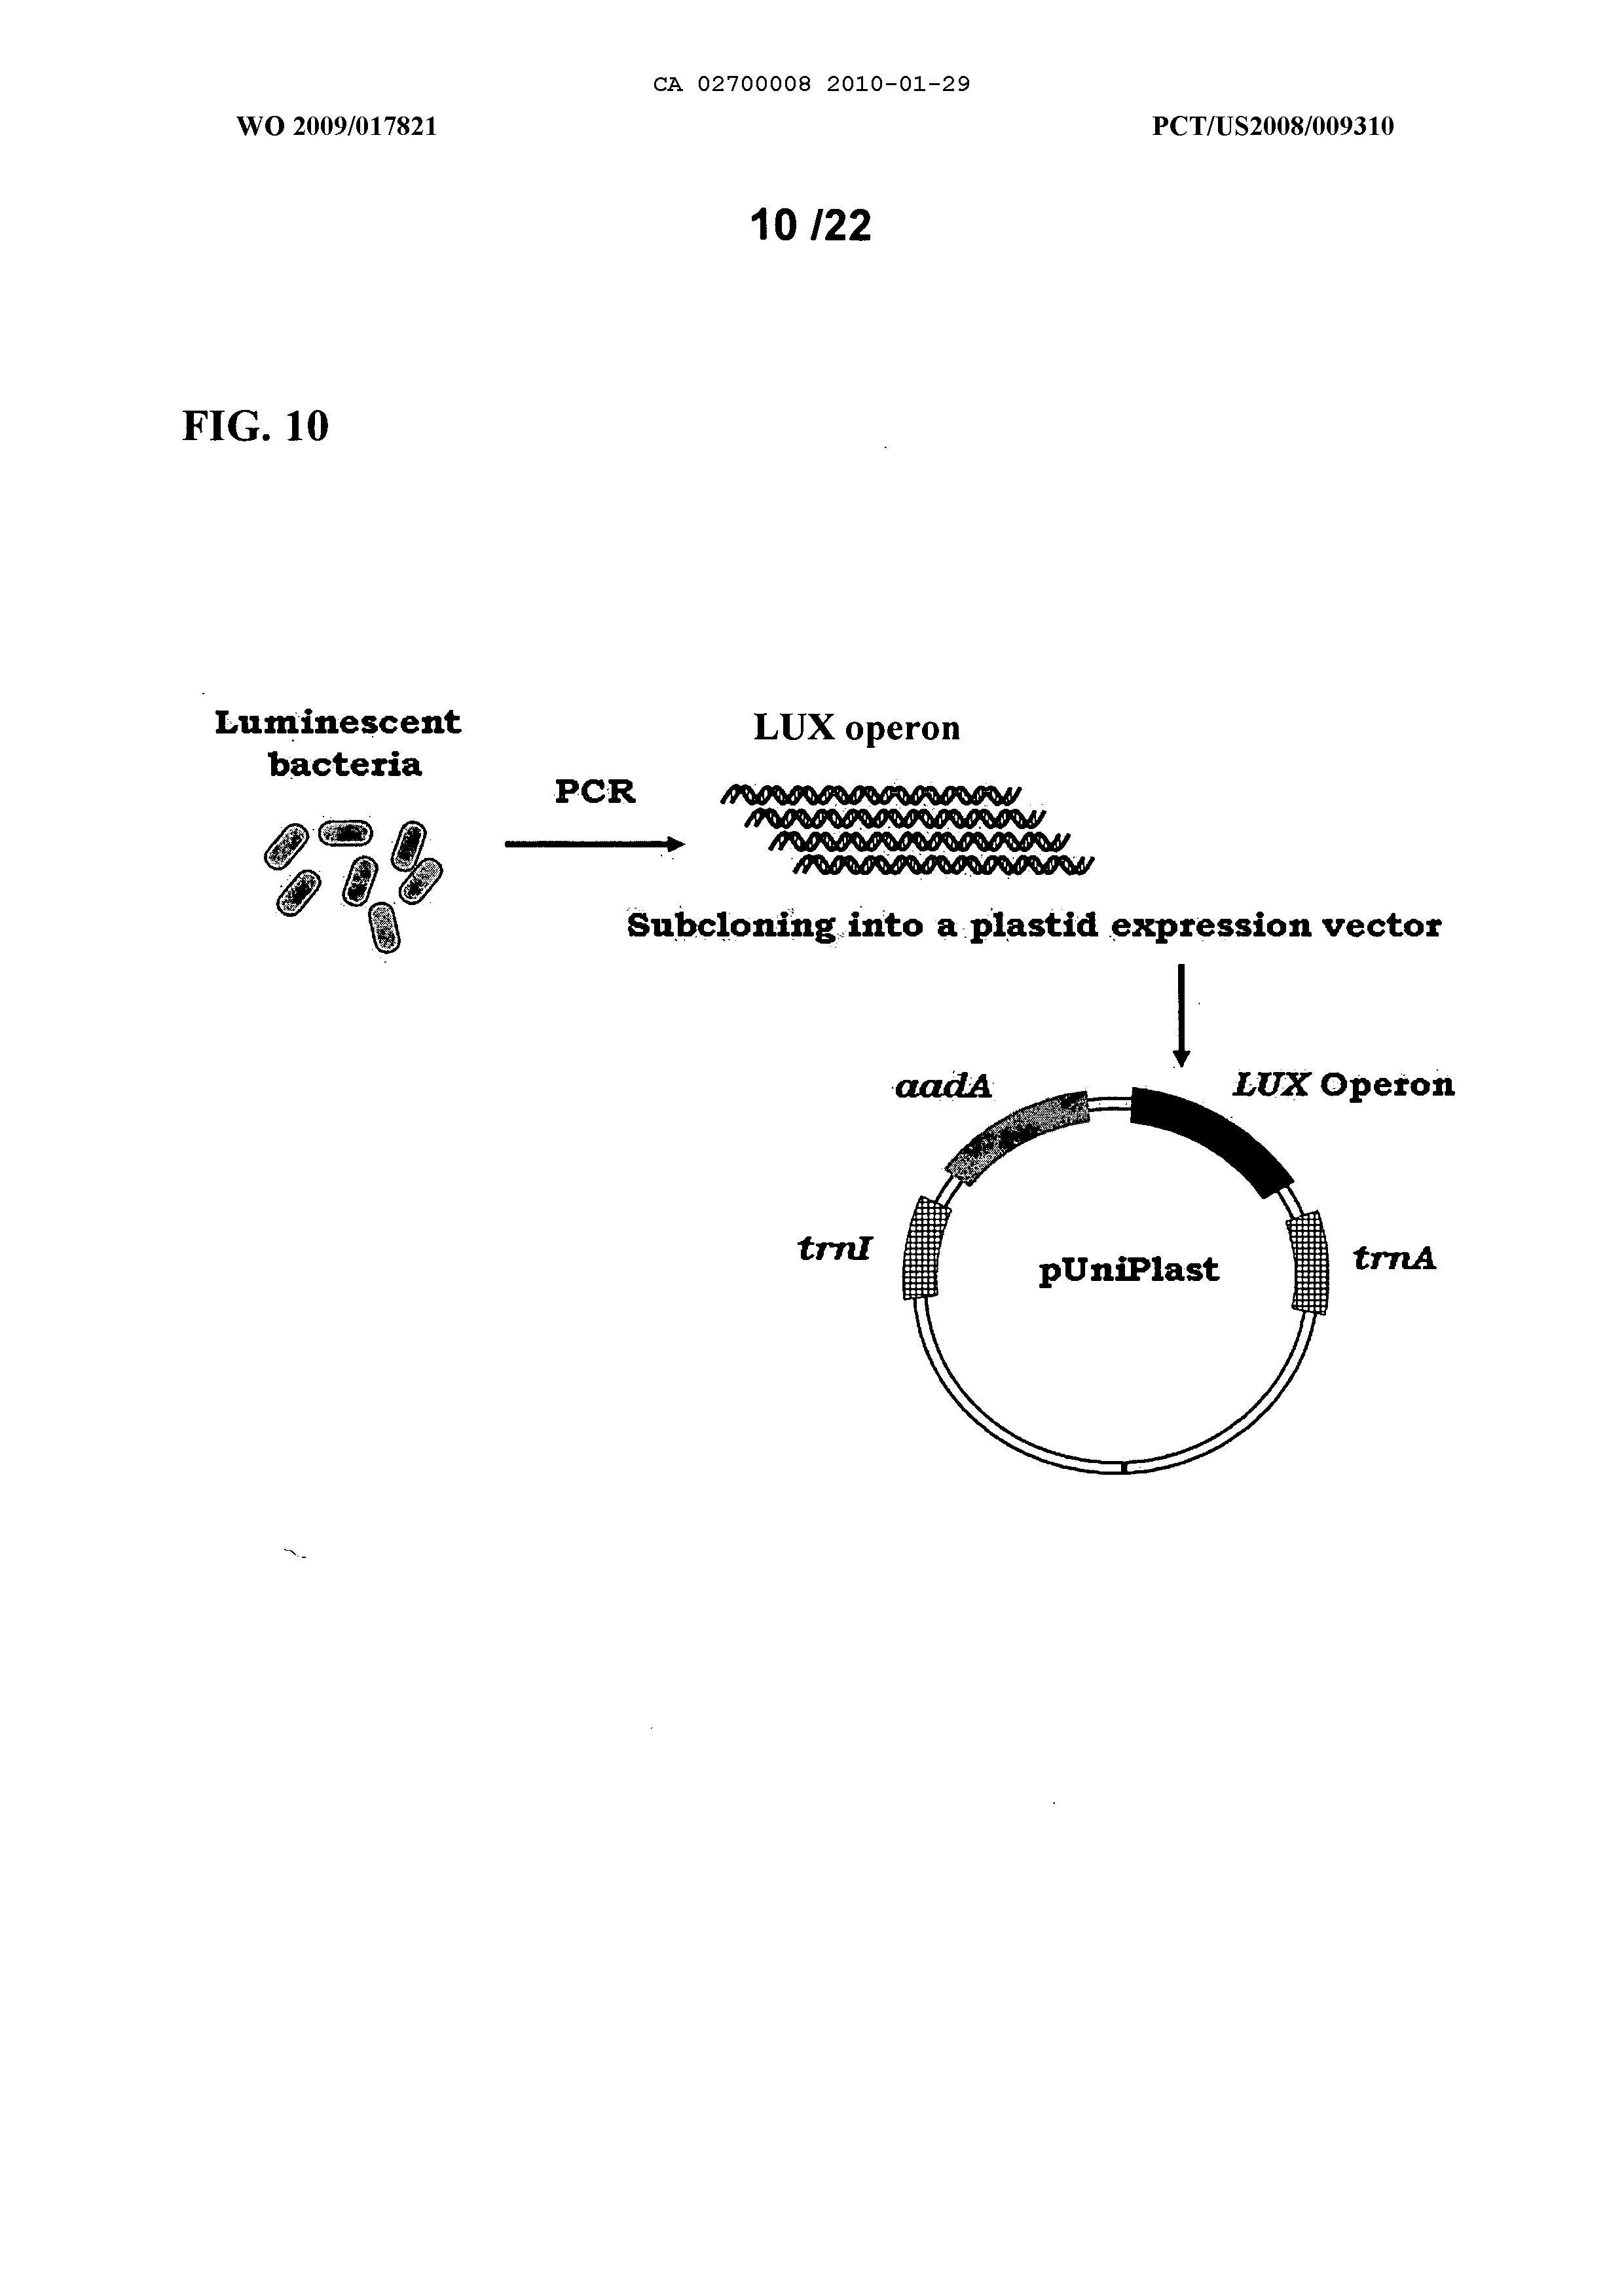 CA 02700008 2010-01-29
WO 2009/017821
PCT/US2008/009310
10 /22
FIG. 10
Luminescent
bacteria
PCR
LUX operon
Subcloning into a plastid expression vector
aadA
LUX Operon
trnI
pUniPlast
trnA